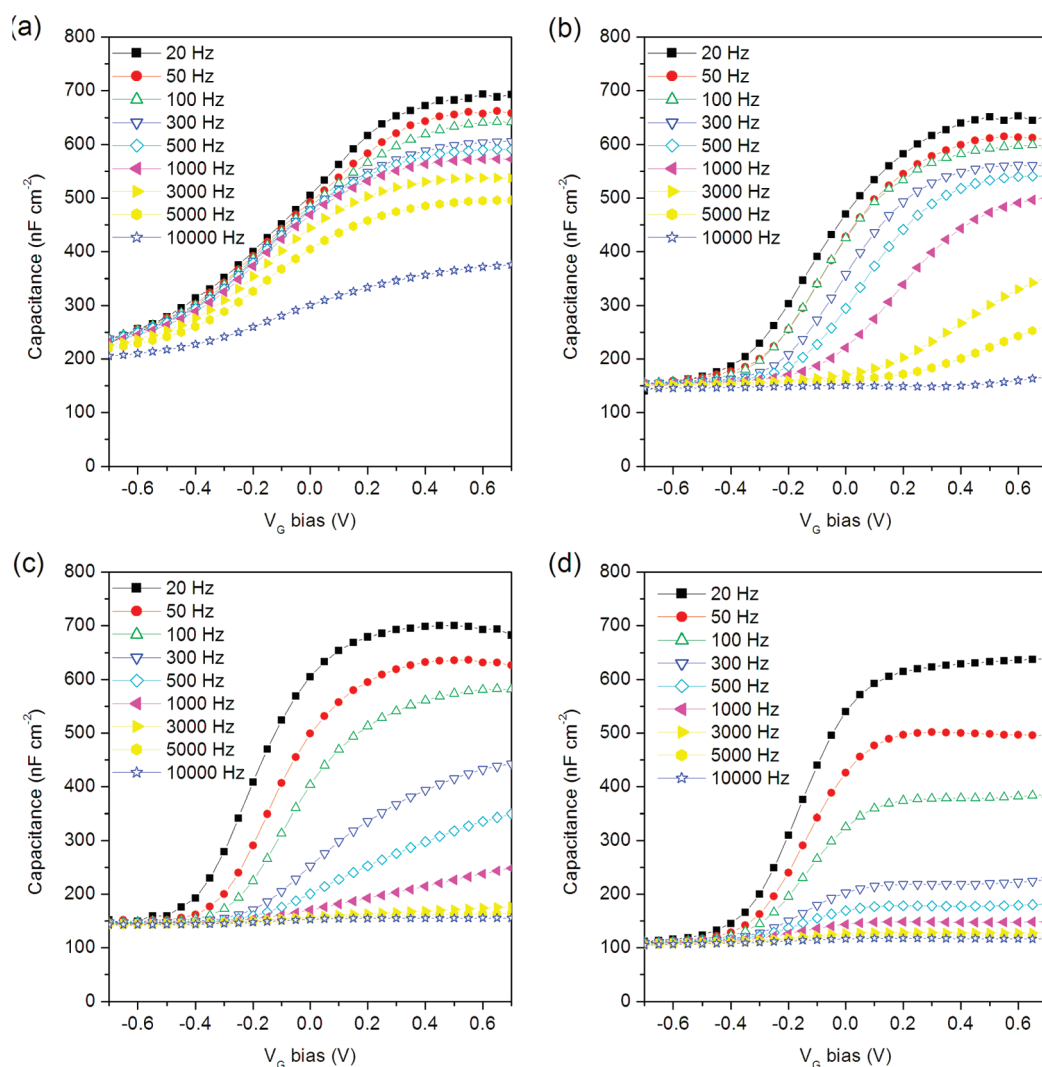 (a)
800
700
600
500
400
300
200
100
0
Capacitance (nF cm-2)
20 Hz
50 Hz
100 Hz
300 Hz
500 Hz
1000 Hz
3000 Hz
5000 Hz
10000 Hz
-0.6 -0.4 -0.2 0.0 0.2 0.4 0.6
VG bias (V)
(b)
800
700
600
500
400
300
200
100
0
Capacitance (nF cm-2)
20 Hz
50 Hz
100 Hz
300 Hz
500 Hz
1000 Hz
3000 Hz
5000 Hz
10000 Hz
-0.6 -0.4 -0.2 0.0 0.2 0.4 0.6
VG bias (V)
(c)
800
700
600
500
400
300
200
100
0
Capacitance (nF cm-2)
20 Hz
50 Hz
100 Hz
300 Hz
500 Hz
1000 Hz
3000 Hz
5000 Hz
10000 Hz
-0.6 -0.4 -0.2 0.0 0.2 0.4 0.6
VG bias (V)
(d)
800
700
600
500
400
300
200
100
0
Capacitance (nF cm-2)
20 Hz
50 Hz
100 Hz
300 Hz
500 Hz
1000 Hz
3000 Hz
5000 Hz
10000 Hz
-0.6 -0.4 -0.2 0.0 0.2 0.4 0.6
VG bias (V)